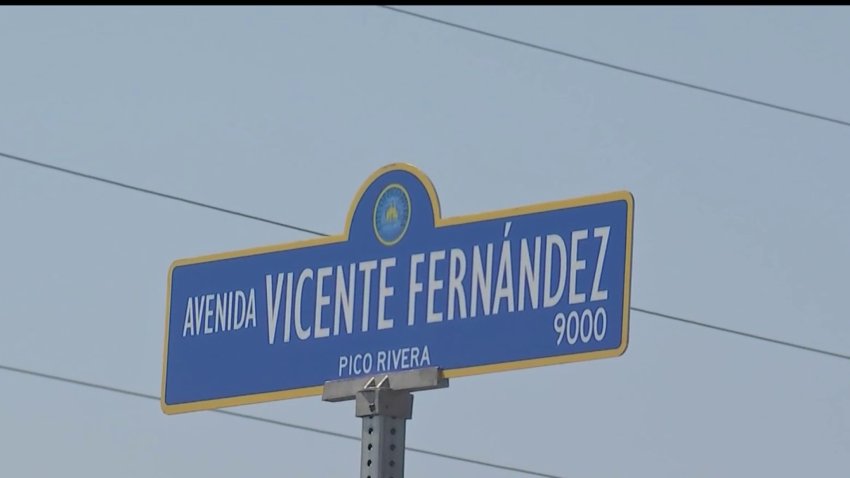 AVENIDA VICENTE FERNÁNDEZ
9000
PICO RIVERA